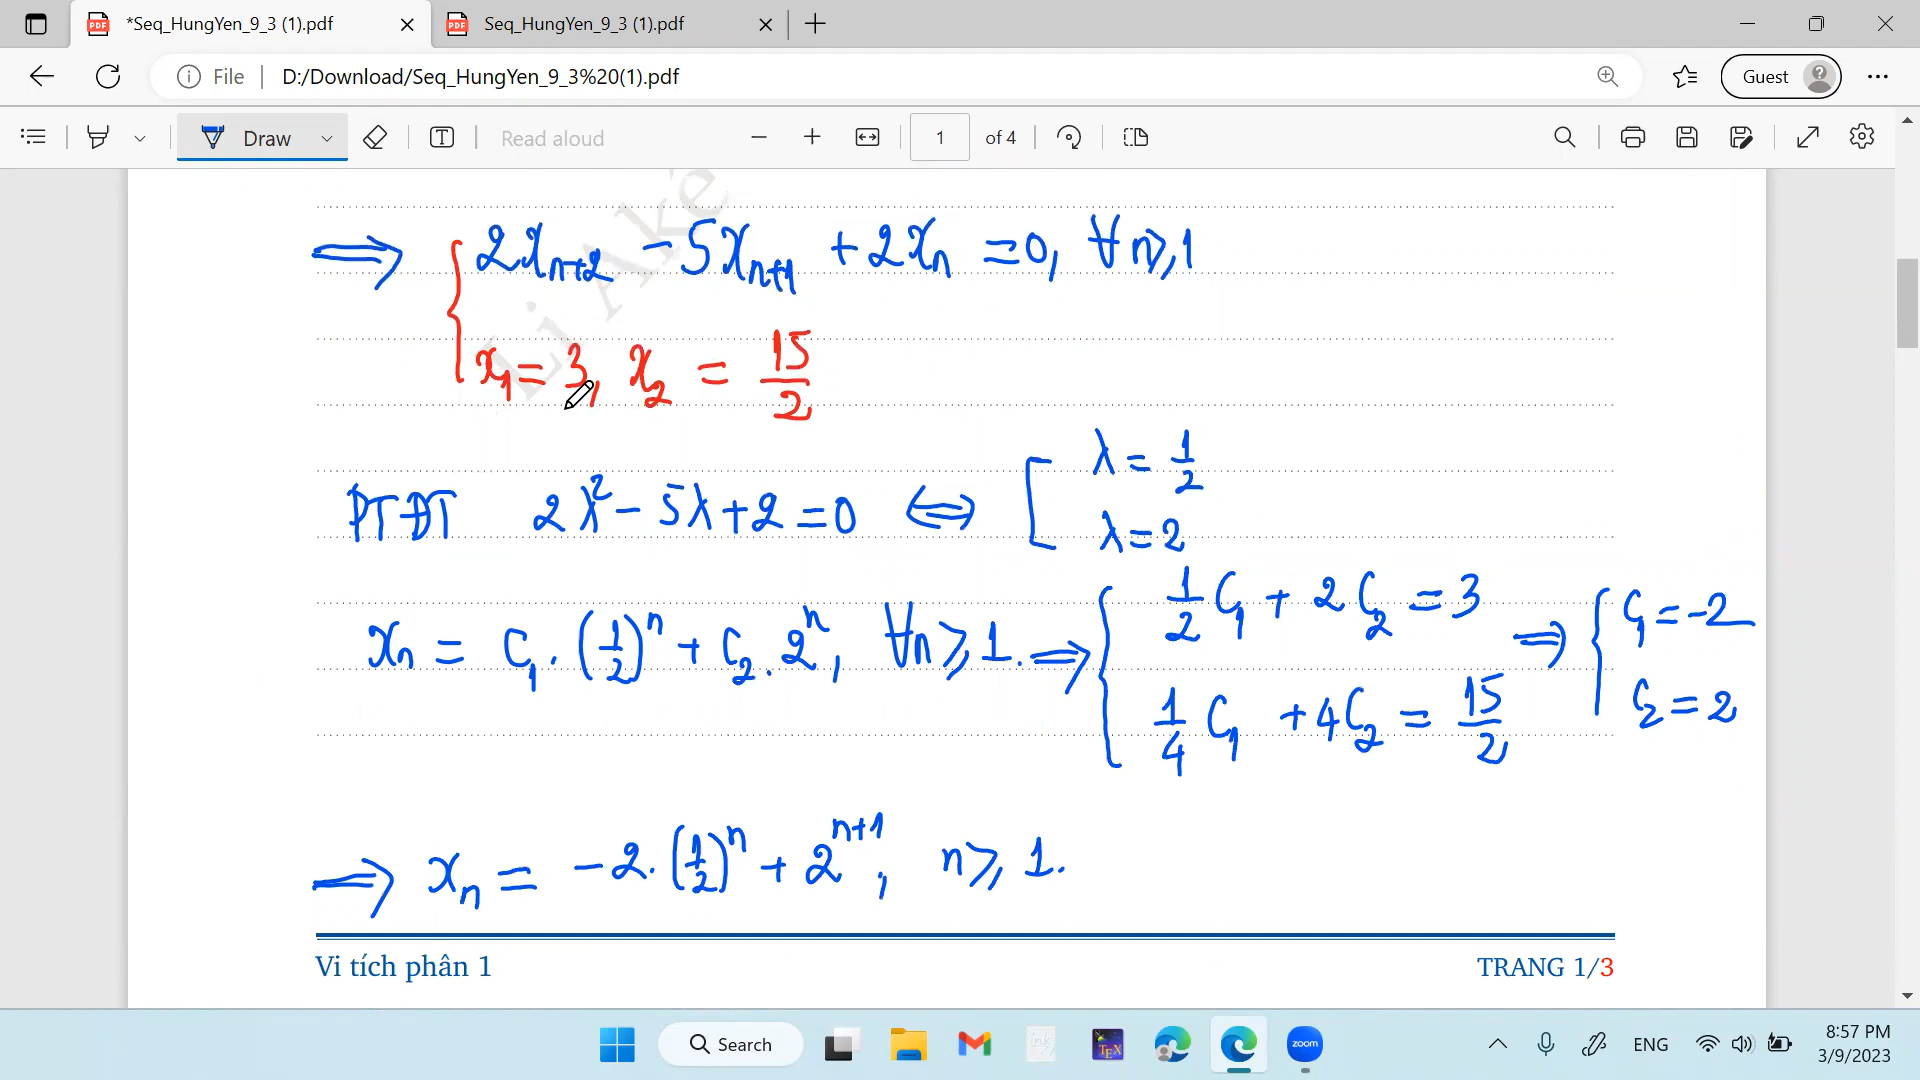 *Seq_HungYen_9_3 (1).pdf
Seq_HungYen_9_3 (1).pdf
File D:/Download/Seq_HungYen_9_3%20(1).pdf Guest
Draw Read aloud 1 of 4
Li Aké
⟹ { 2x_{n+2} − 5x_{n+1} + 2x_n = 0, ∀n ⩾ 1
x_1 = 3, x_2 = 15/2
PTĐT 2λ² − 5λ + 2 = 0 ⟺ [ λ = 1/2
λ = 2
x_n = C_1 . (1/2)^n + C_2 . 2^n, ∀n ⩾ 1. ⟹ { 1/2 C_1 + 2C_2 = 3 ⟹ { C_1 = −2
1/4 C_1 + 4C_2 = 15/2 C_2 = 2
⟹ x_n = −2 . (1/2)^n + 2^{n+1}, n ⩾ 1.
Vi tích phân 1 TRANG 1/3
Search TEX zoom ENG 8:57 PM
3/9/2023